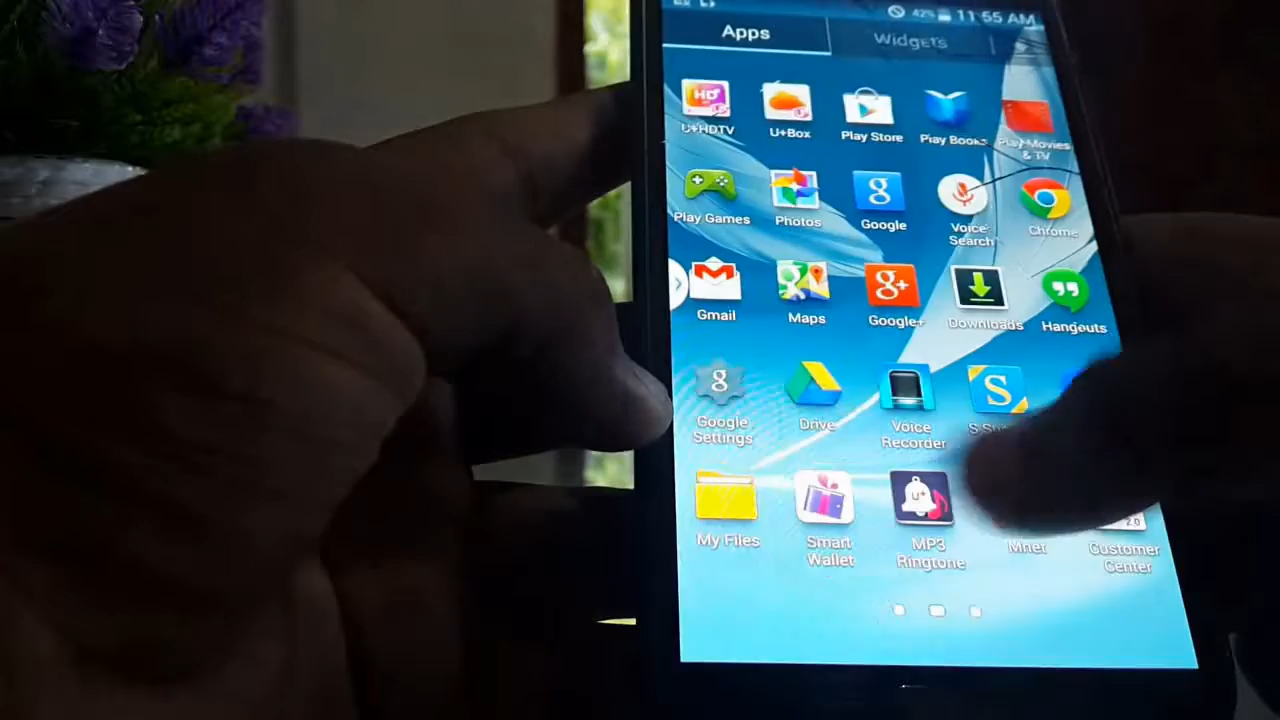 42% 11:55 AM
Apps Widgets
HD
U+HDTV U+Box Play Store Play Books Play Movies
& TV
Play Games Photos Google Voice Chrome
Search
Gmail Maps Google+ Downloads Hangouts
Google Drive Voice
Settings Recorder
My Files Smart MP3 Mnet Customer
Wallet Ringtone Center